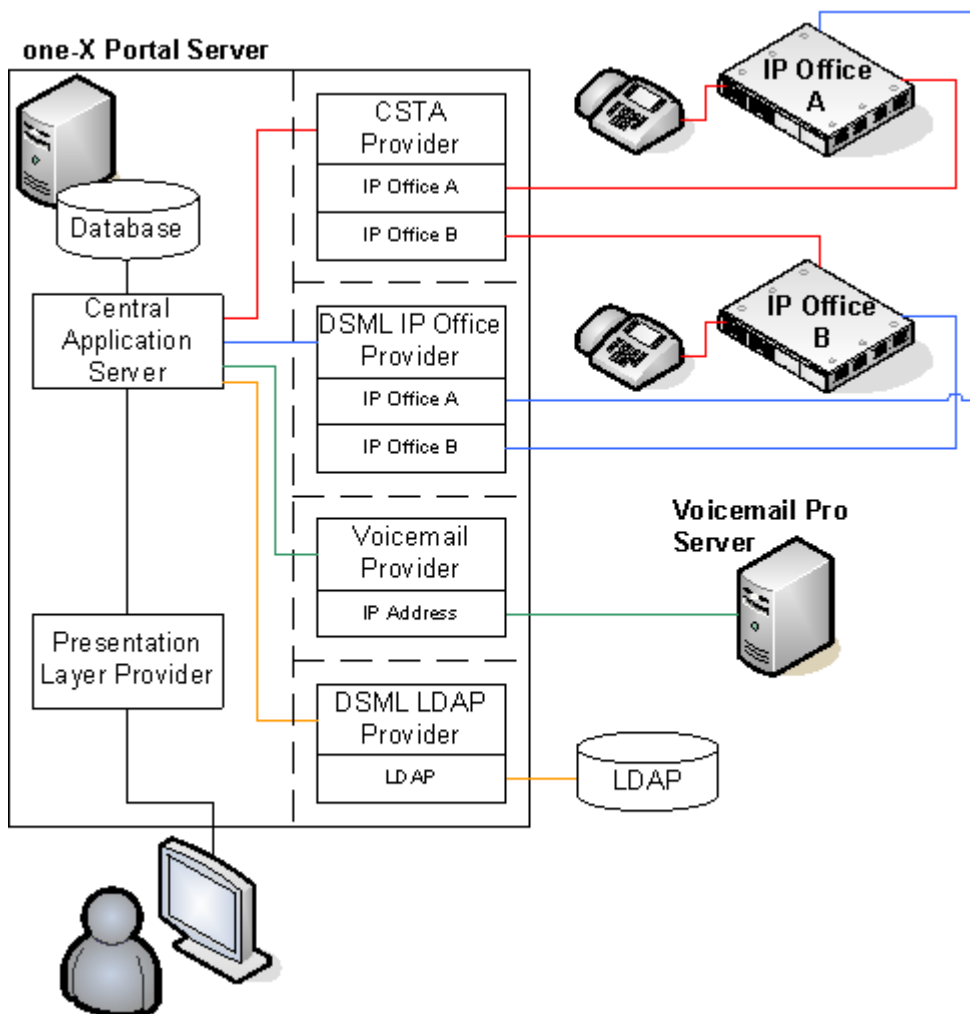 one-X Portal Server
Database
Central
Application
Server
Presentation
Layer Provider
CSTA
Provider
IP Office A
IP Office B
DSML IP Office
Provider
IP Office A
IP Office B
Voicemail
Provider
IP Address
DSML LDAP
Provider
LDAP
IP Office
A
IP Office
B
Voicemail Pro
Server
LDAP